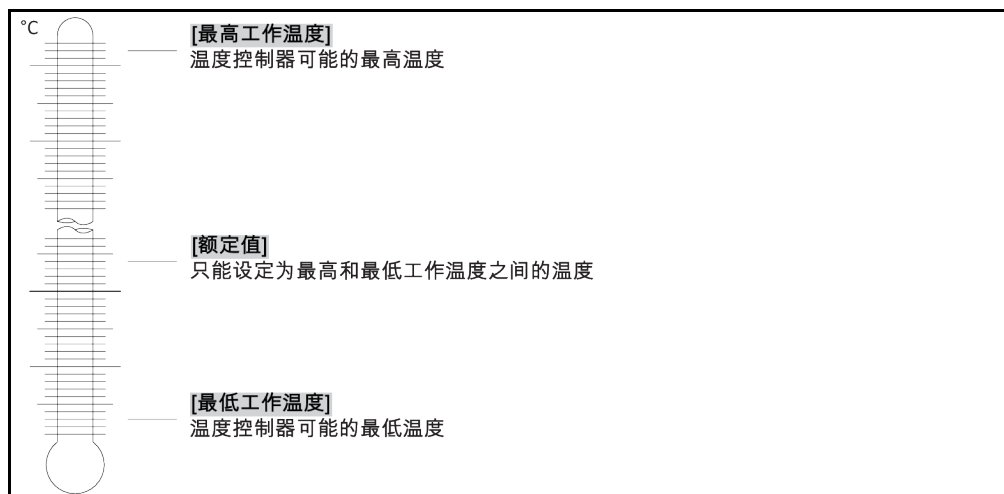 °C
[最高工作温度]
温度控制器可能的最高温度
[额定值]
只能设定为最高和最低工作温度之间的温度
[最低工作温度]
温度控制器可能的最低温度